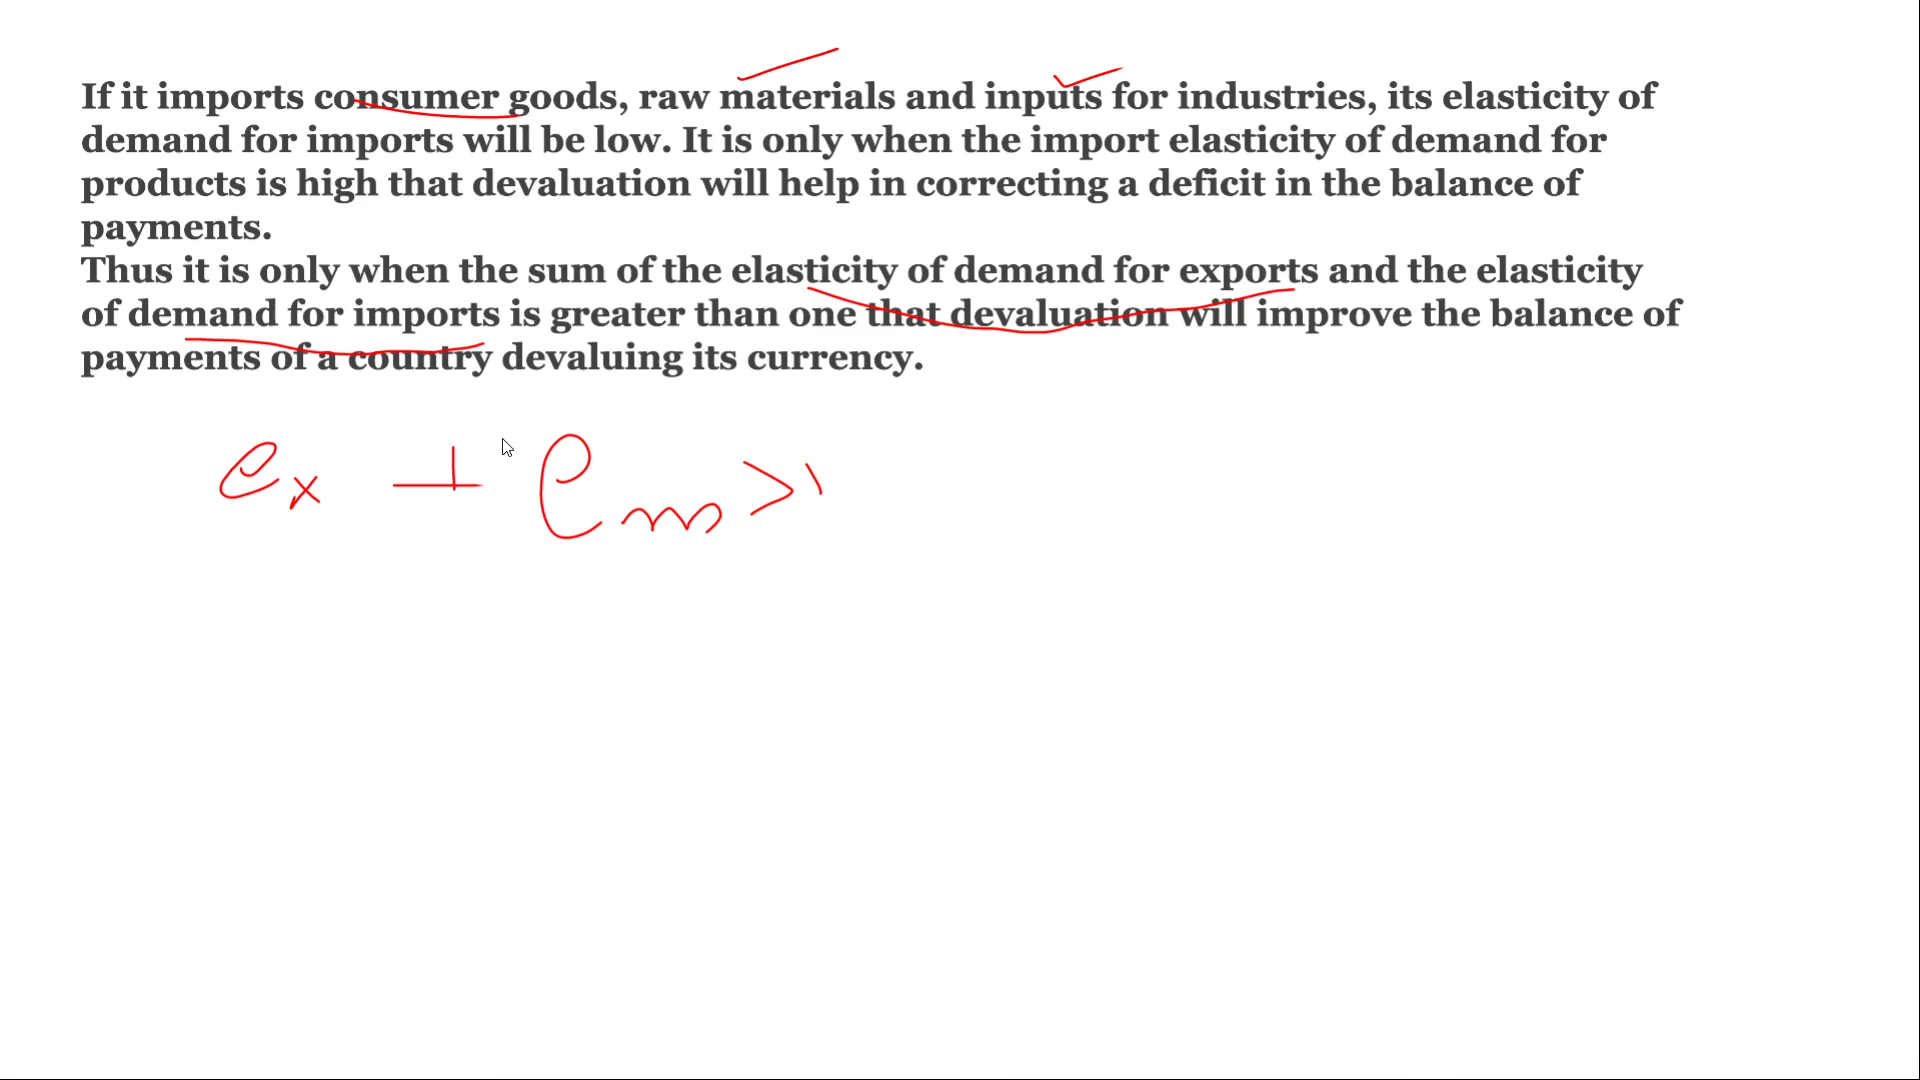 If it imports consumer goods, raw materials and inputs for industries, its elasticity of
demand for imports will be low. It is only when the import elasticity of demand for
products is high that devaluation will help in correcting a deficit in the balance of
payments.
Thus it is only when the sum of the elasticity of demand for exports and the elasticity
of demand for imports is greater than one that devaluation will improve the balance of
payments of a country devaluing its currency.
ex + em > 1